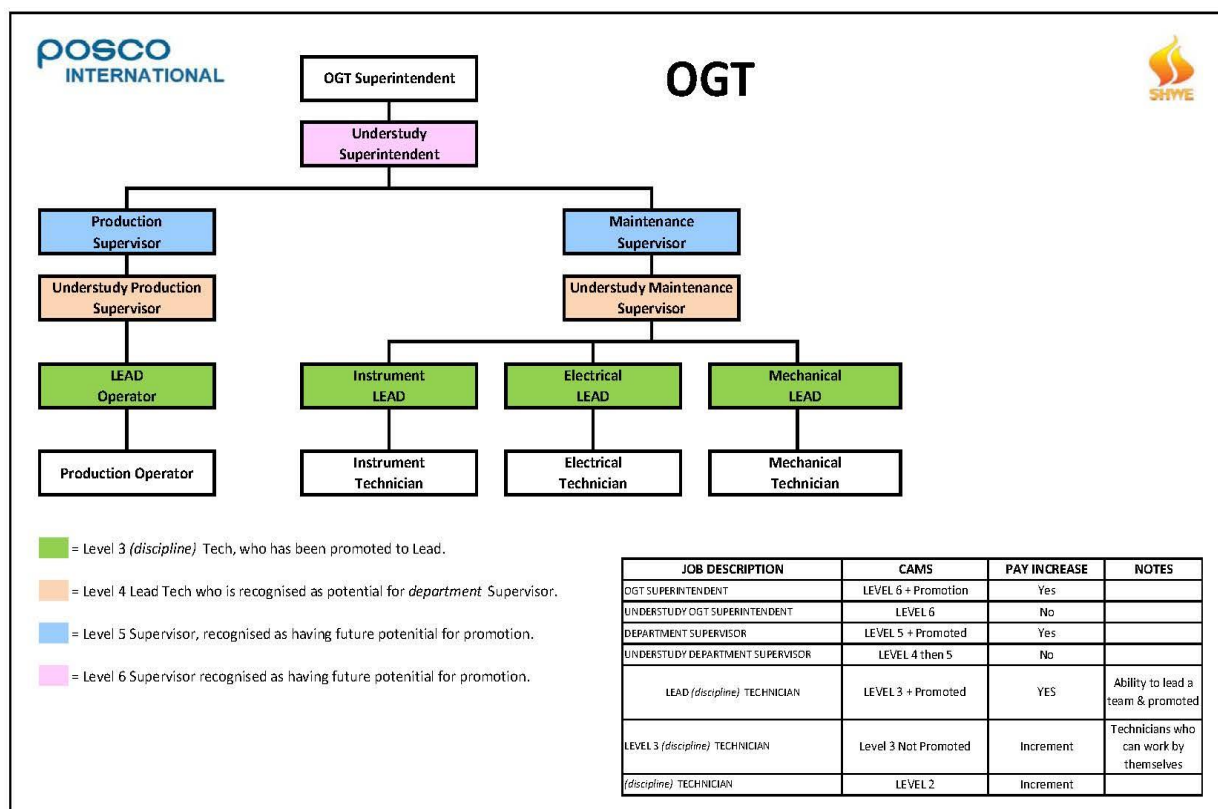 posco
INTERNATIONAL
OGT
SHWE
OGT Superintendent
Understudy
Superintendent
Production
Supervisor
Maintenance
Supervisor
Understudy Production
Supervisor
Understudy Maintenance
Supervisor
LEAD
Operator
Instrument
LEAD
Electrical
LEAD
Mechanical
LEAD
Production Operator
Instrument
Technician
Electrical
Technician
Mechanical
Technician
= Level 3 (discipline) Tech, who has been promoted to Lead.
= Level 4 Lead Tech who is recognised as potential for department Supervisor.
= Level 5 Supervisor, recognised as having future potenitial for promotion.
= Level 6 Supervisor recognised as having future potenitial for promotion.
JOB DESCRIPTION CAMS PAY INCREASE NOTES
OGT SUPERINTENDENT LEVEL 6 + Promotion Yes
UNDERSTUDY OGT SUPERINTENDENT LEVEL 6 No
DEPARTMENT SUPERVISOR LEVEL 5 + Promoted Yes
UNDERSTUDY DEPARTMENT SUPERVISOR LEVEL 4 then 5 No
LEAD (discipline) TECHNICIAN LEVEL 3 + Promoted YES Ability to lead a
team & promoted
LEVEL 3 (discipline) TECHNICIAN Level 3 Not Promoted Increment Technicians who
can work by
themselves
(discipline) TECHNICIAN LEVEL 2 Increment